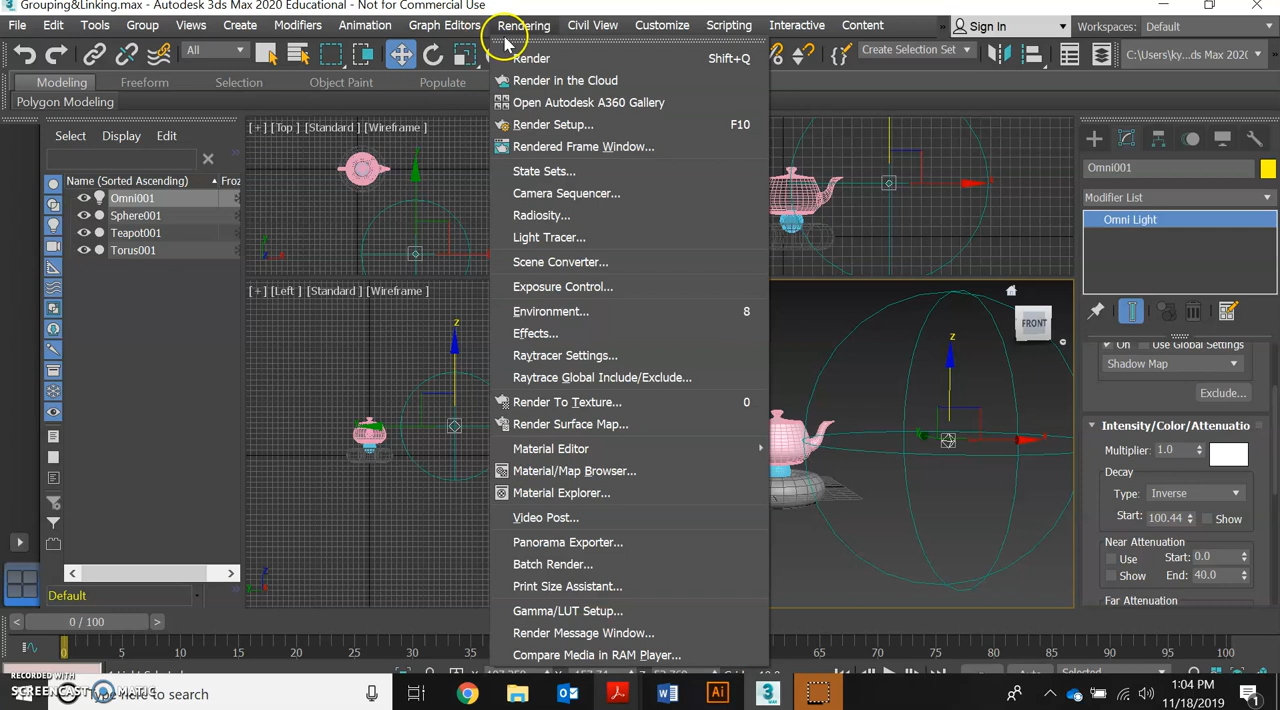 Grouping&Linking.max - Autodesk 3ds Max 2020 Educational - Not for Commercial Use
File Edit Tools Group Views Create Modifiers Animation Graph Editors Rendering Civil View Customize Scripting Interactive Content » Sign In Workspaces: Default
All Create Selection Set C:\Users\ky...ds Max 2020
Modeling Freeform Selection Object Paint Populate
Polygon Modeling
Select Display Edit
Name (Sorted Ascending) Froz
Omni001
Sphere001
Teapot001
Torus001
Default
[+] [Top] [Standard] [Wireframe]
[+] [Left] [Standard] [Wireframe]
z
z
FRONT
Render Shift+Q
Render in the Cloud
Open Autodesk A360 Gallery
Render Setup... F10
Rendered Frame Window...
State Sets...
Camera Sequencer...
Radiosity...
Light Tracer...
Scene Converter...
Exposure Control...
Environment... 8
Effects...
Raytracer Settings...
Raytrace Global Include/Exclude...
Render To Texture... 0
Render Surface Map...
Material Editor
Material/Map Browser...
Material Explorer...
Video Post...
Panorama Exporter...
Batch Render...
Print Size Assistant...
Gamma/LUT Setup...
Render Message Window...
Compare Media in RAM Player...
Omni001
Modifier List
Omni Light
On Use Global Settings
Shadow Map
Exclude...
Intensity/Color/Attenuatio
Multiplier: 1.0
Decay
Type: Inverse
Start: 100.44 Show
Near Attenuation
Use Start: 0.0
Show End: 40.0
Far Attenuation
< 0 / 100 >
0 5 10 15 20 25 30 35 65 70 75 80 85 90 95 100
Selected
SCREENCAST-O-MATIC
Type here to search
1:04 PM
11/18/2019